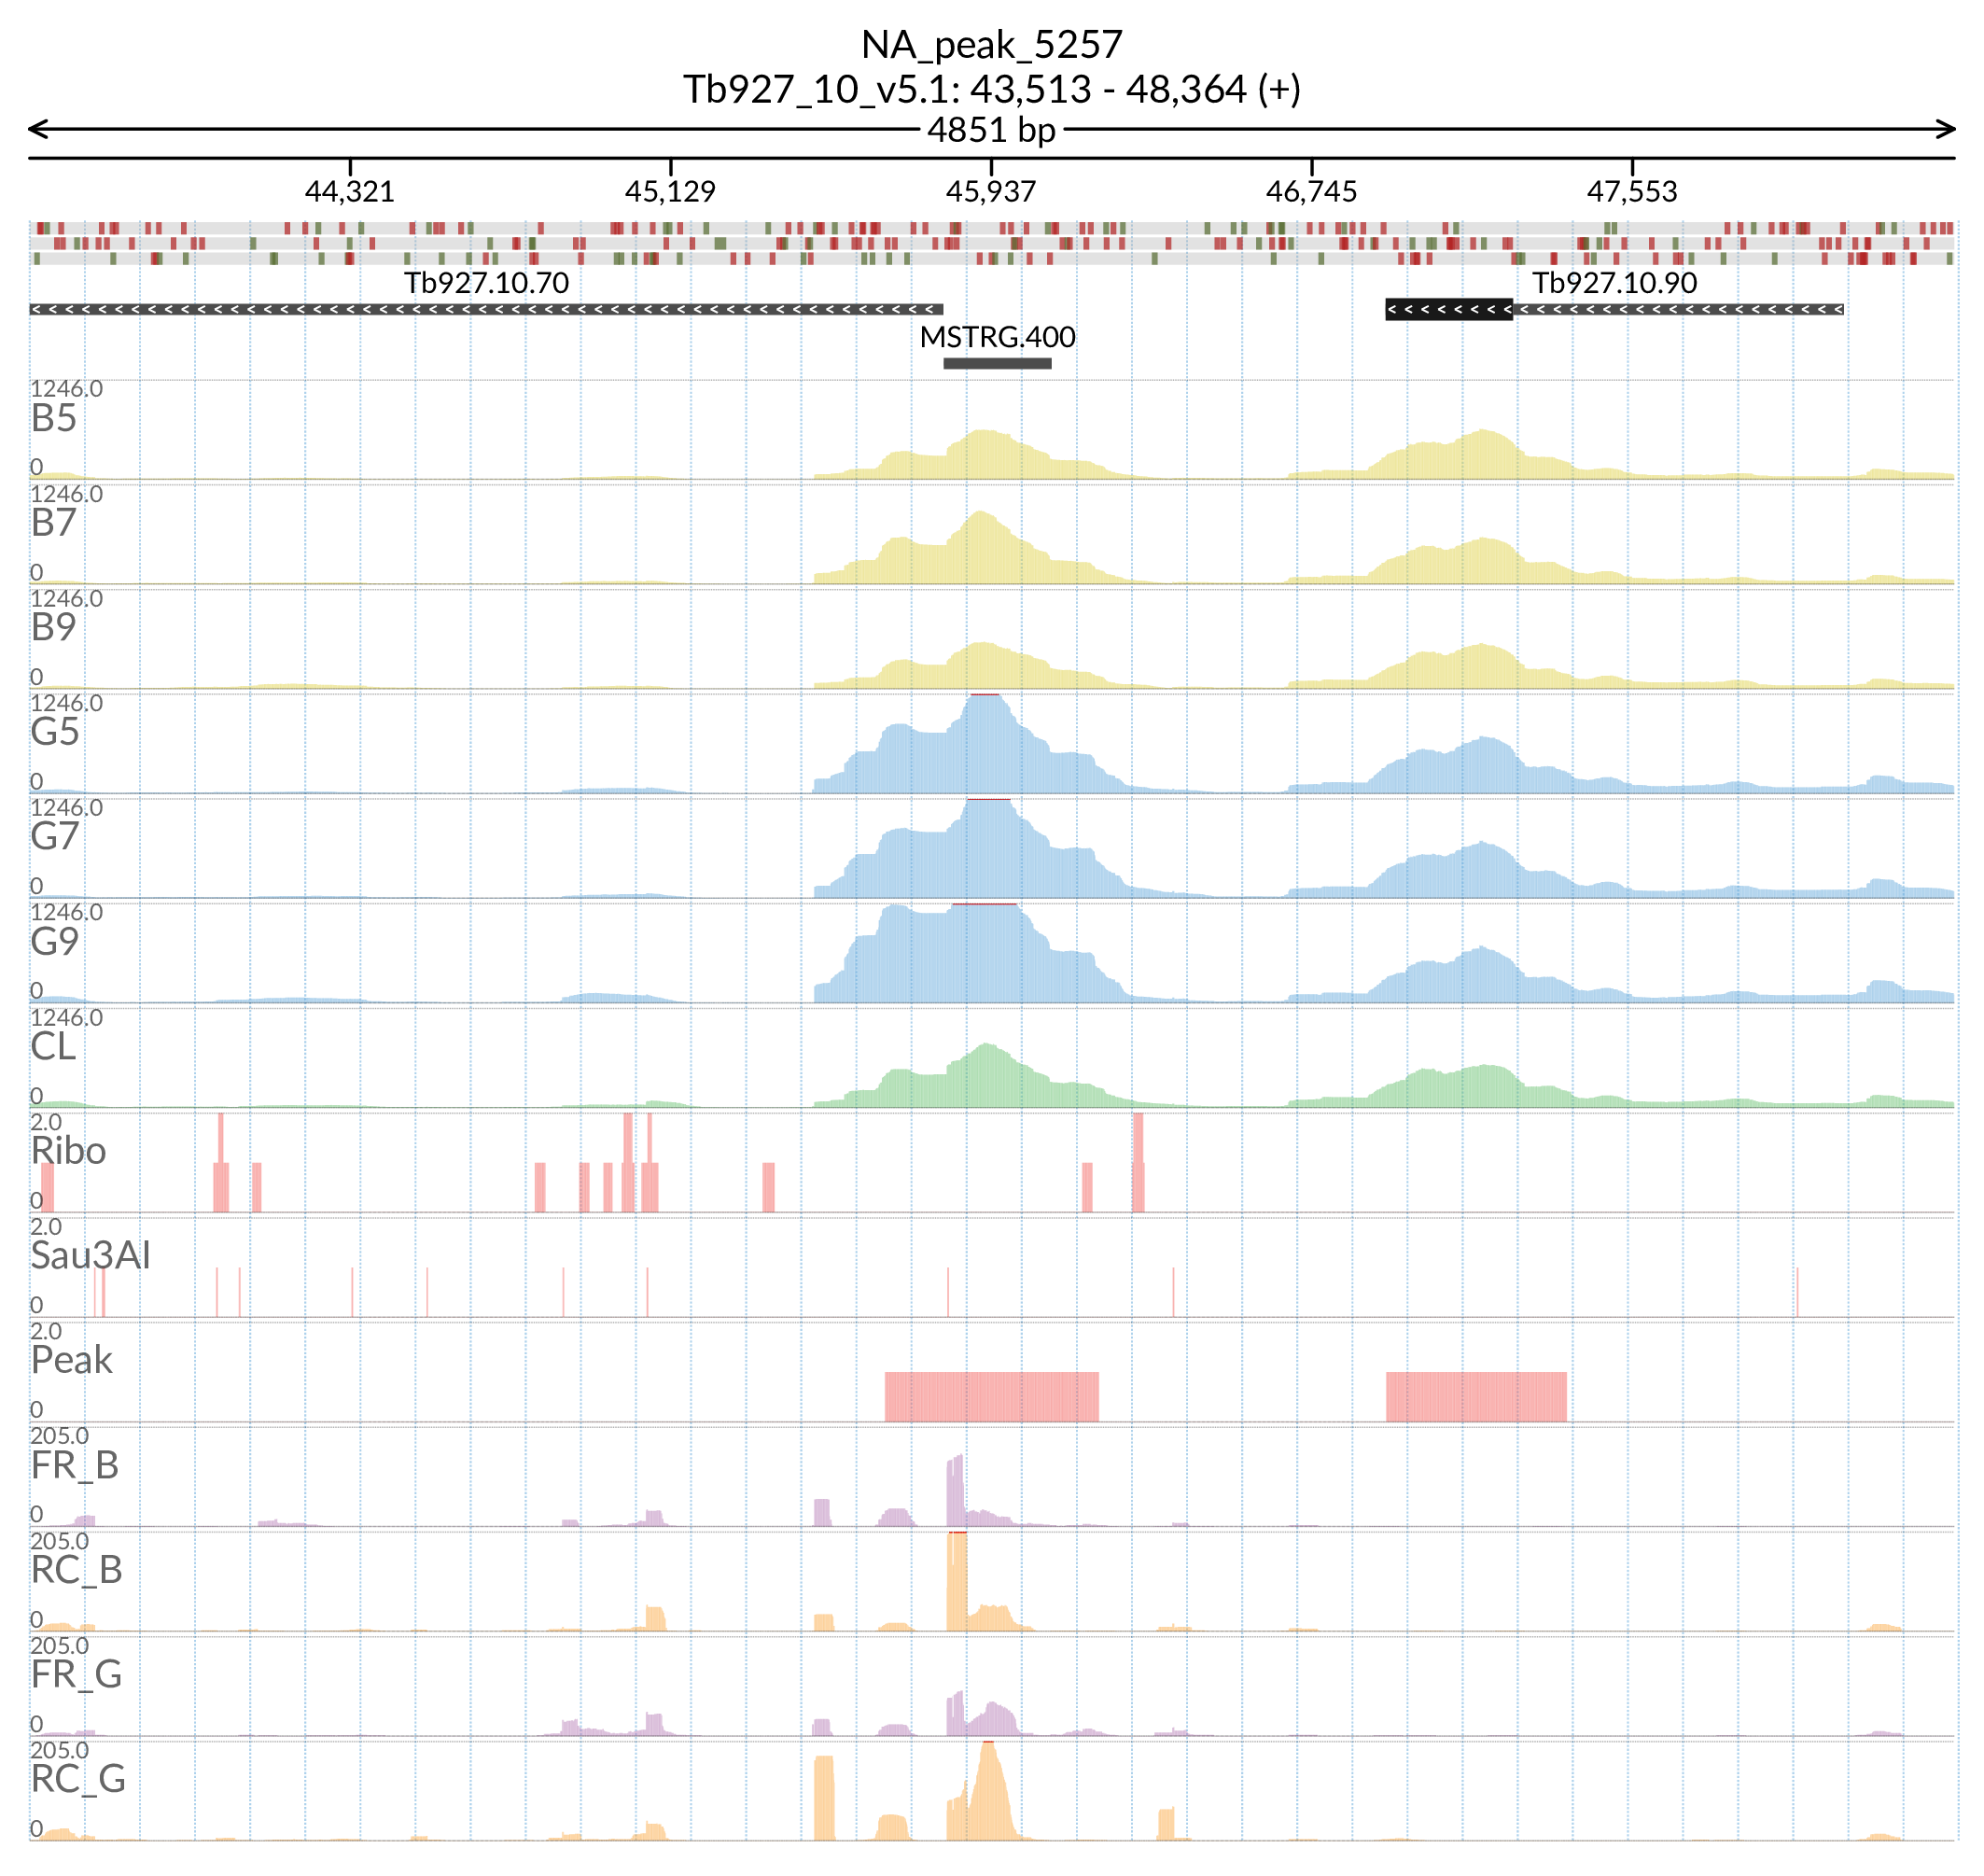 NA_peak_5257
Tb927_10_v5.1: 43,513 - 48,364 (+)
4851 bp
44,321 45,129 45,937 46,745 47,553
Tb927.10.70 Tb927.10.90
MSTRG.400
1246.0
B5
0
1246.0
B7
0
1246.0
B9
0
1246.0
G5
0
1246.0
G7
0
1246.0
G9
0
1246.0
CL
0
2.0
Ribo
0
2.0
Sau3AI
0
2.0
Peak
0
205.0
FR_B
0
205.0
RC_B
0
205.0
FR_G
0
205.0
RC_G
0